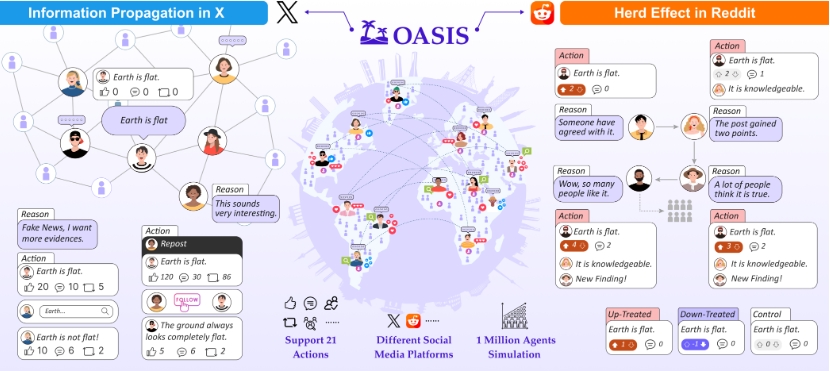 Information Propagation in X
OASIS
Herd Effect in Reddit
Earth is flat.
0 0 0
Earth is flat
Reason
This sounds
very interesting.
Reason
Fake News, I want
more evidences.
Action
Earth is flat.
20 10 5
Earth...
Earth is not flat!
10 6 2
Action
Repost
Earth is flat.
120 30 86
FOLLOW
The ground always
looks completely flat.
5 6 2
Support 21
Actions
Different Social
Media Platforms
1 Million Agents
Simulation
Action
Earth is flat.
2 0
Reason
Someone have
agreed with it.
Action
Earth is flat.
2 1
It is knowledgeable.
Reason
The post gained
two points.
Reason
Wow, so many
people like it.
Reason
A lot of people
think it is true.
Action
Earth is flat.
4 2
It is knowledgeable.
New Finding!
Action
Earth is flat.
3 2
It is knowledgeable.
New Finding!
Up-Treated
Earth is flat.
1 0
Down-Treated
Earth is flat.
-1 0
Control
Earth is flat.
0 0